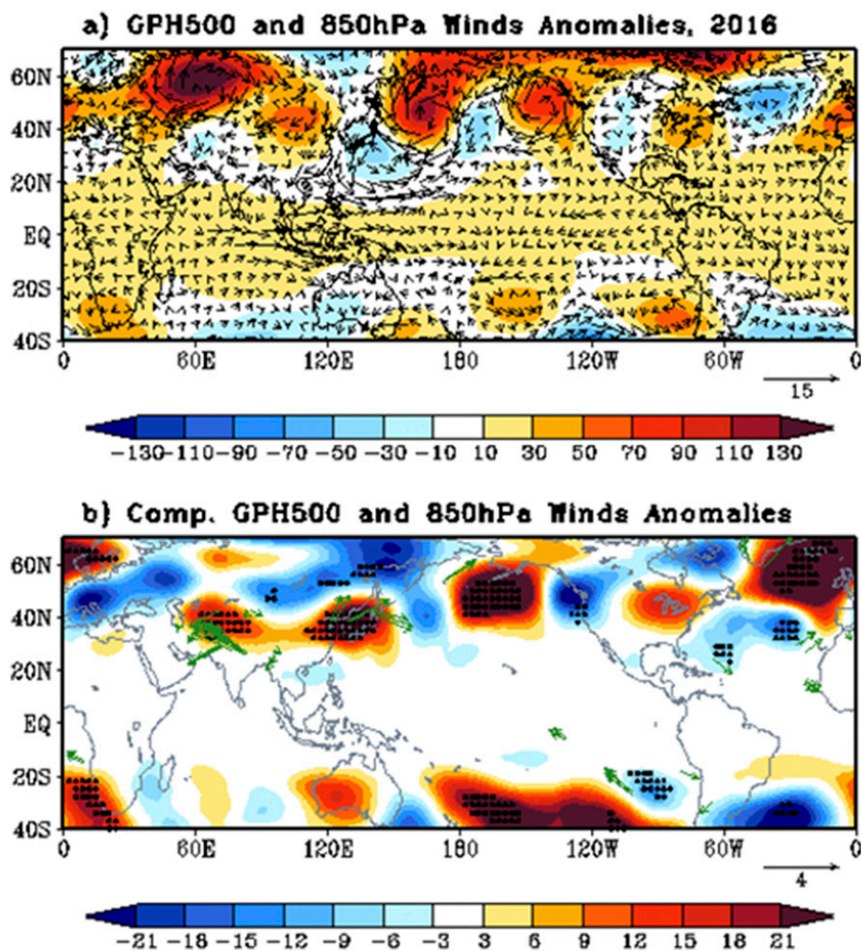 a) GPH500 and 850hPa Winds Anomalies, 2016
60N
40N
20N
EQ
20S
40S
0 60E 120E 180 120W 60W 0
15
-130 -110 -90 -70 -50 -30 -10 10 30 50 70 90 110 130
b) Comp. GPH500 and 850hPa Winds Anomalies
60N
40N
20N
EQ
20S
40S
0 60E 120E 180 120W 60W 0
4
-21 -18 -15 -12 -9 -6 -3 3 6 9 12 15 18 21